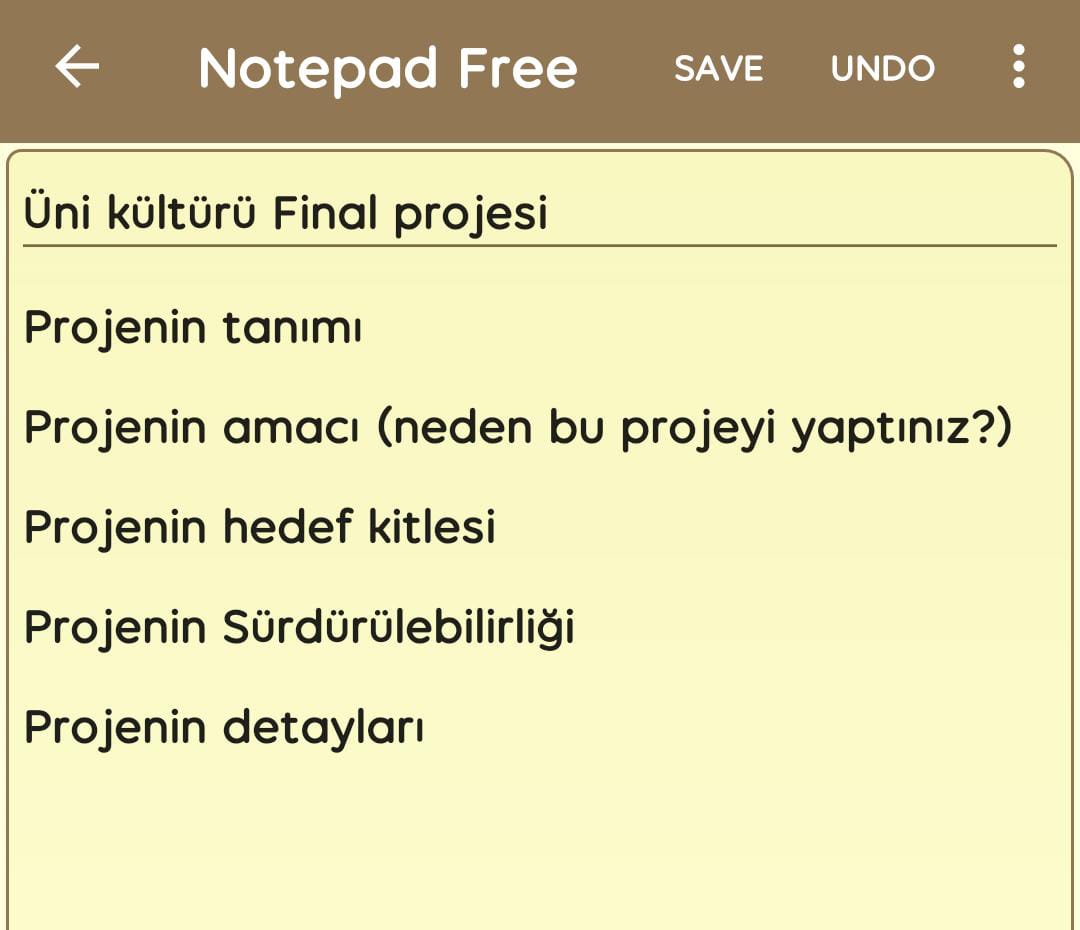 Notepad Free SAVE UNDO
Üni kültürü Final projesi
Projenin tanımı
Projenin amacı (neden bu projeyi yaptınız?)
Projenin hedef kitlesi
Projenin Sürdürülebilirliği
Projenin detayları